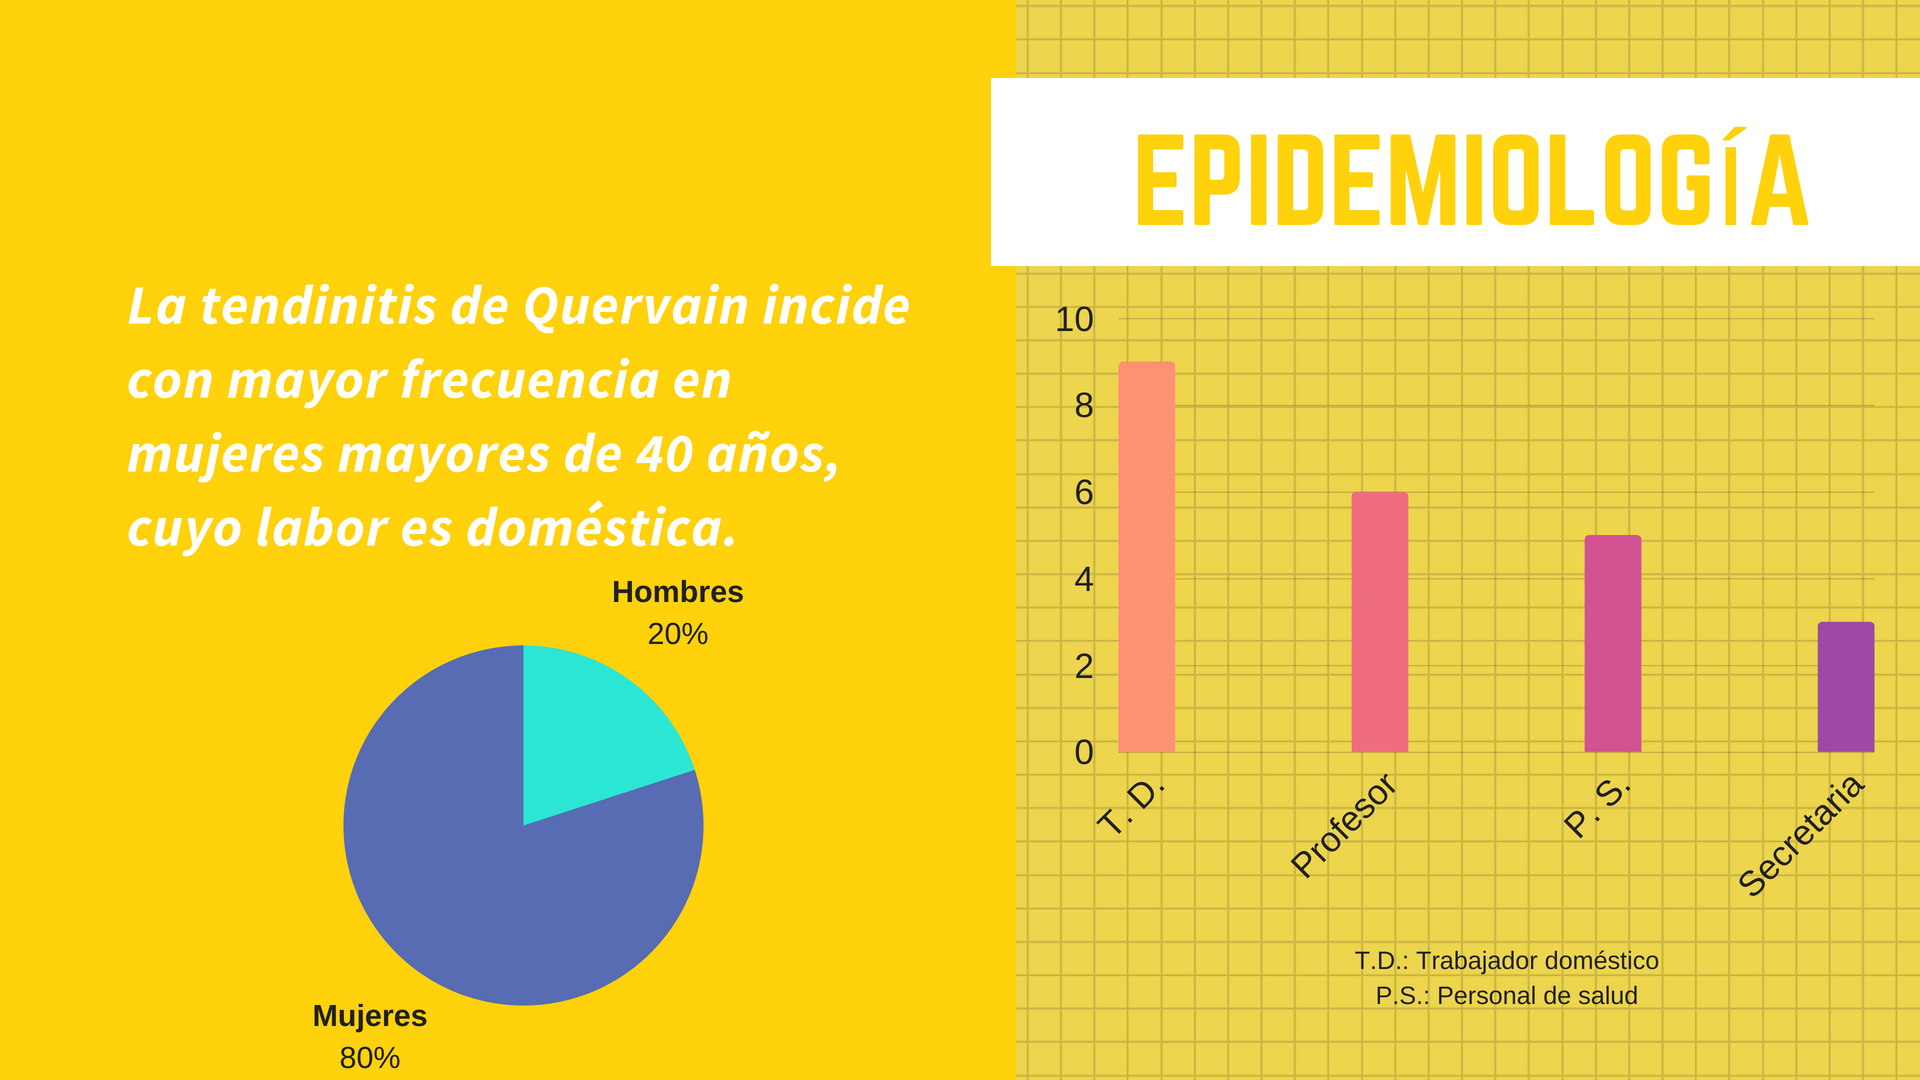 La tendinitis de Quervain incide
con mayor frecuencia en
mujeres mayores de 40 años,
cuyo labor es doméstica.
Hombres
20%
Mujeres
80%
EPIDEMIOLOGÍA
10
8
6
4
2
0
T. D.
Profesor
P. S.
Secretaria
T.D.: Trabajador doméstico
P.S.: Personal de salud